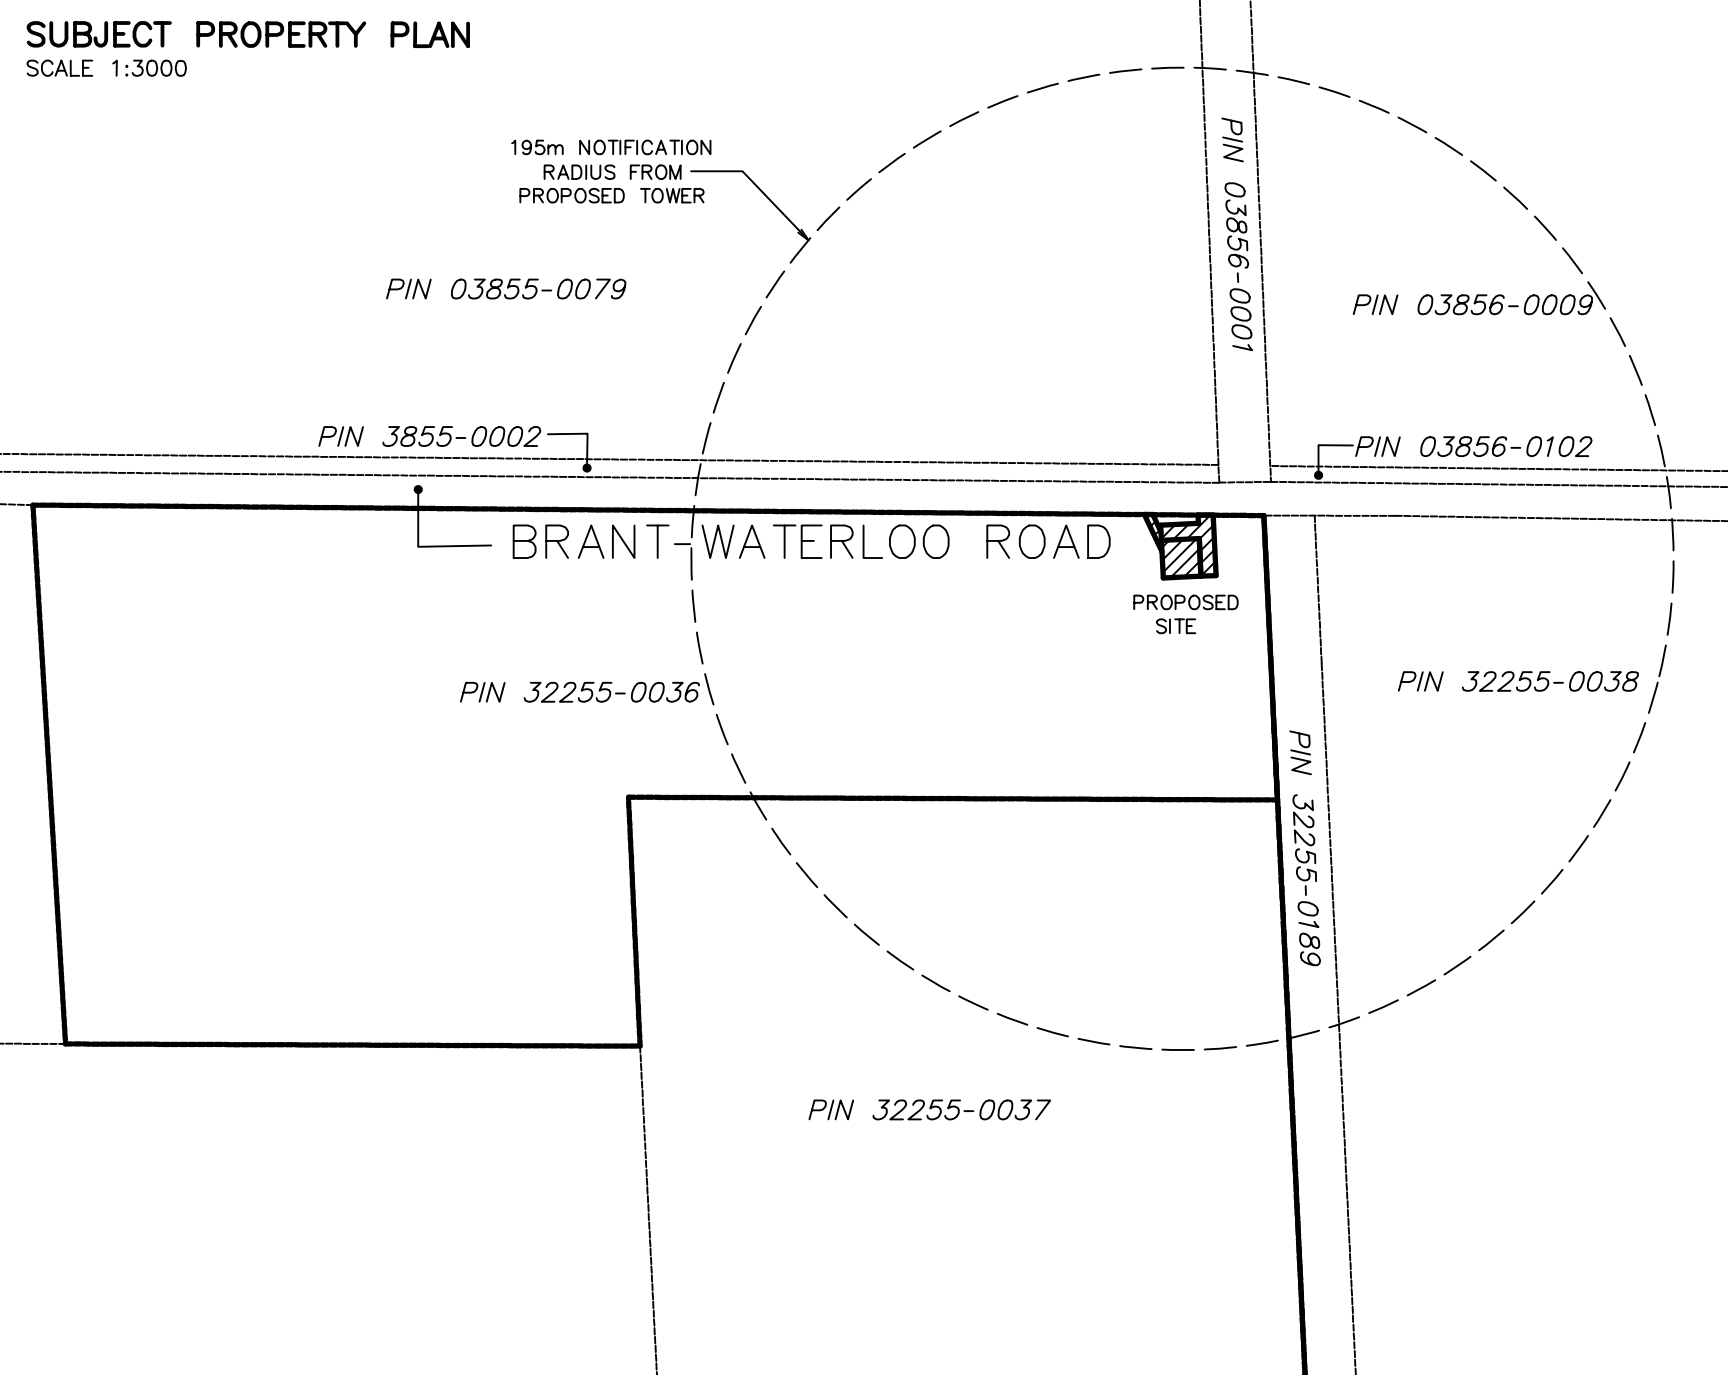 SUBJECT PROPERTY PLAN
SCALE 1:3000
195m NOTIFICATION
RADIUS FROM
PROPOSED TOWER
PIN 03856-0001
PIN 03855-0079
PIN 03856-0009
PIN 3855-0002
PIN 03856-0102
BRANT-WATERLOO ROAD
PROPOSED
SITE
PIN 32255-0036
PIN 32255-0038
PIN 32255-0189
PIN 32255-0037